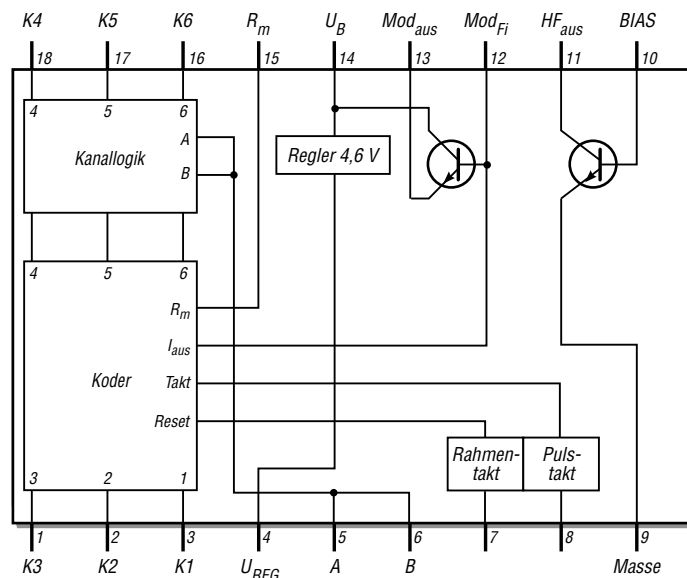 K4 K5 K6 Rm UB Modaus ModFi HFaus BIAS
18 17 16 15 14 13 12 11 10
4 5 6
A
Kanallogik
B
Regler 4,6 V
4 5 6
Rm
Iaus
Koder
Takt
Reset
Rahmen-
takt
Puls-
takt
3 2 1
1 2 3 4 5 6 7 8 9
K3 K2 K1 UREG A B Masse